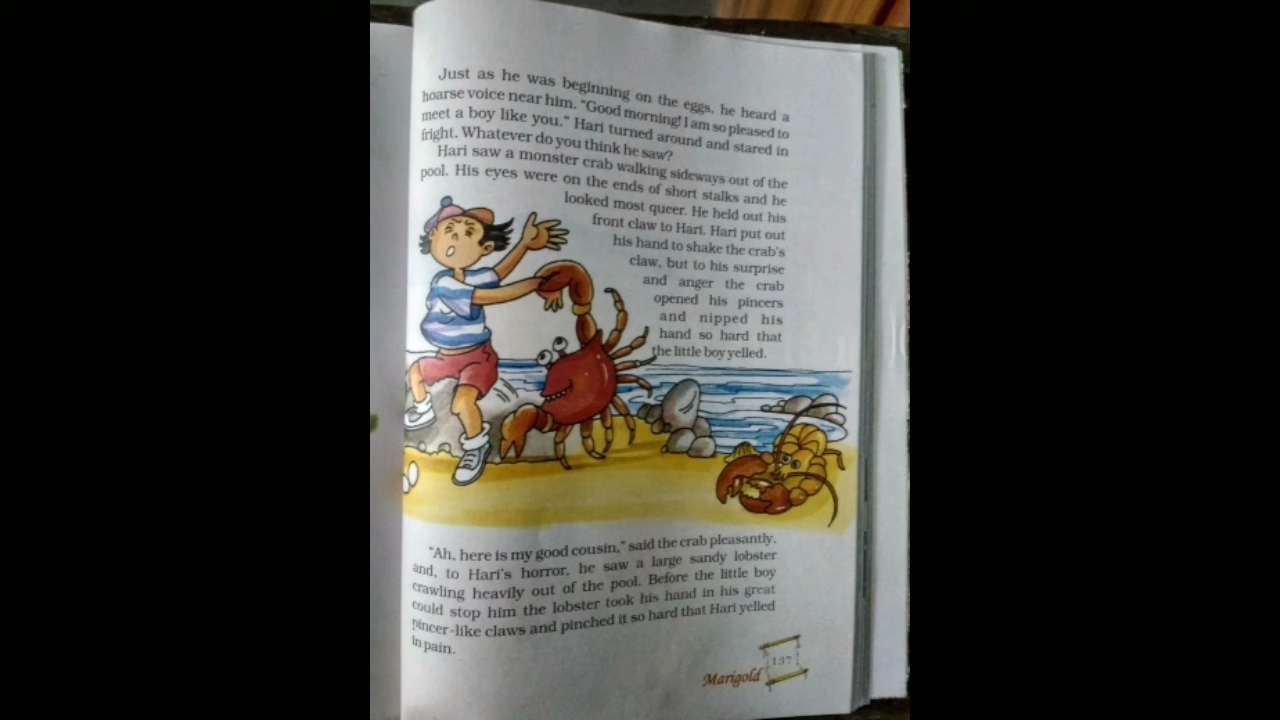 Just as he was beginning on the eggs, he heard a
hoarse voice near him. "Good morning! I am so pleased to
meet a boy like you." Hari turned around and stared in
fright. Whatever do you think he saw?
Hari saw a monster crab walking sideways out of the
pool. His eyes were on the ends of short stalks and he
looked most queer. He held out his
front claw to Hari. Hari put out
his hand to shake the crab's
claw, but to his surprise
and anger the crab
opened his pincers
and nipped his
hand so hard that
the little boy yelled.
"Ah, here is my good cousin," said the crab pleasantly,
and, to Hari's horror, he saw a large sandy lobster
crawling heavily out of the pool. Before the little boy
could stop him the lobster took his hand in his great
pincer-like claws and pinched it so hard that Hari yelled
in pain.
Marigold 137